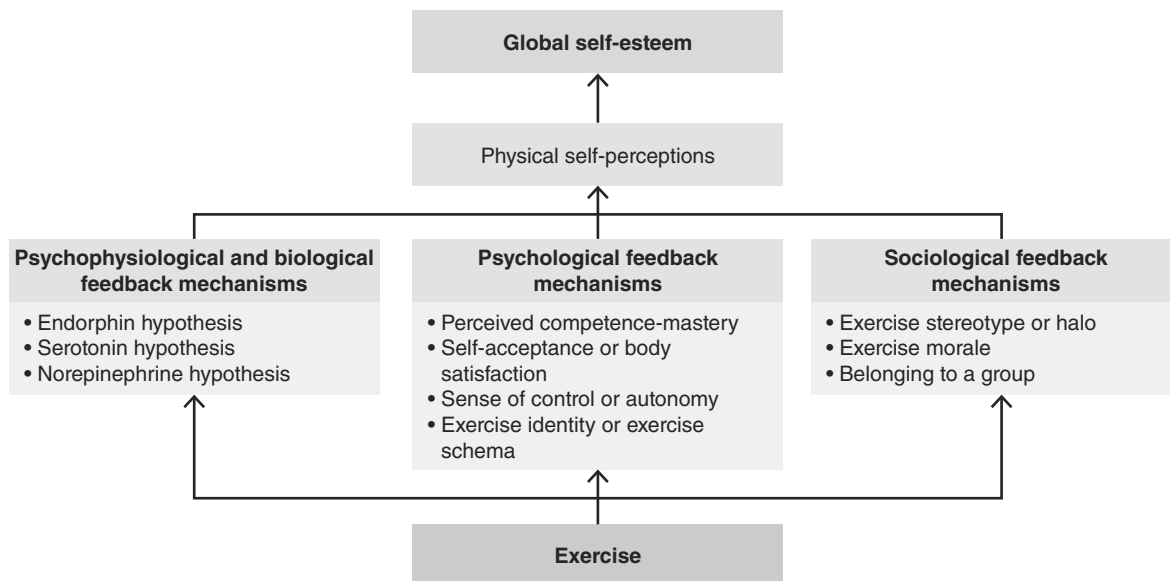 Global self-esteem
Physical self-perceptions
Psychophysiological and biological
feedback mechanisms
• Endorphin hypothesis
• Serotonin hypothesis
• Norepinephrine hypothesis
Psychological feedback
mechanisms
• Perceived competence-mastery
• Self-acceptance or body
satisfaction
• Sense of control or autonomy
• Exercise identity or exercise
schema
Sociological feedback
mechanisms
• Exercise stereotype or halo
• Exercise morale
• Belonging to a group
Exercise